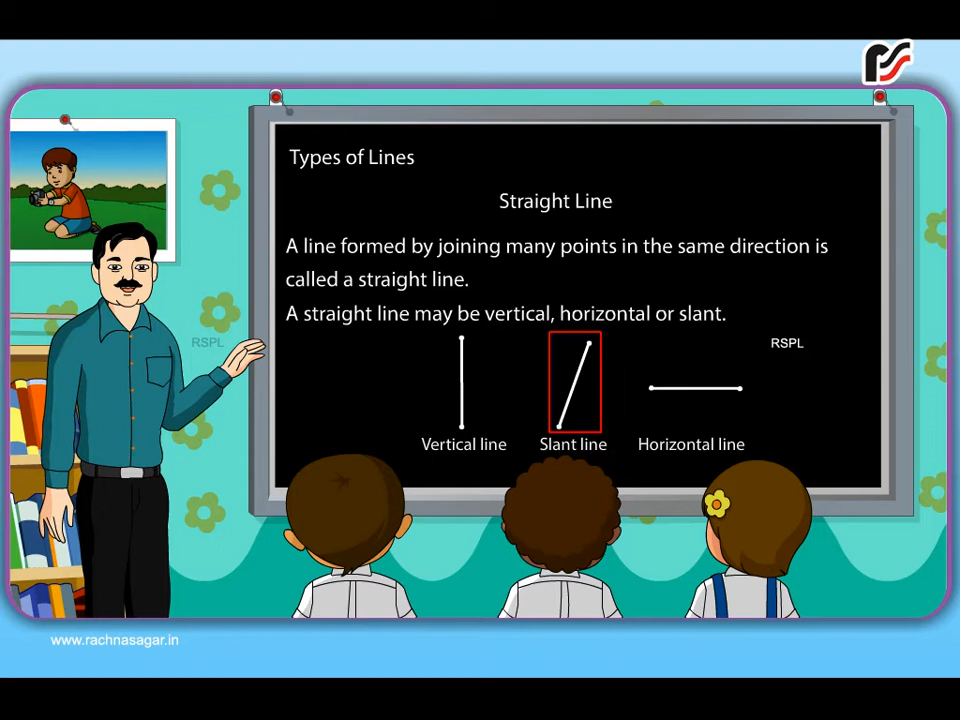 Types of Lines
Straight Line
A line formed by joining many points in the same direction is
called a straight line.
A straight line may be vertical, horizontal or slant.
RSPL
RSPL
Vertical line
Slant line
Horizontal line
www.rachnasagar.in